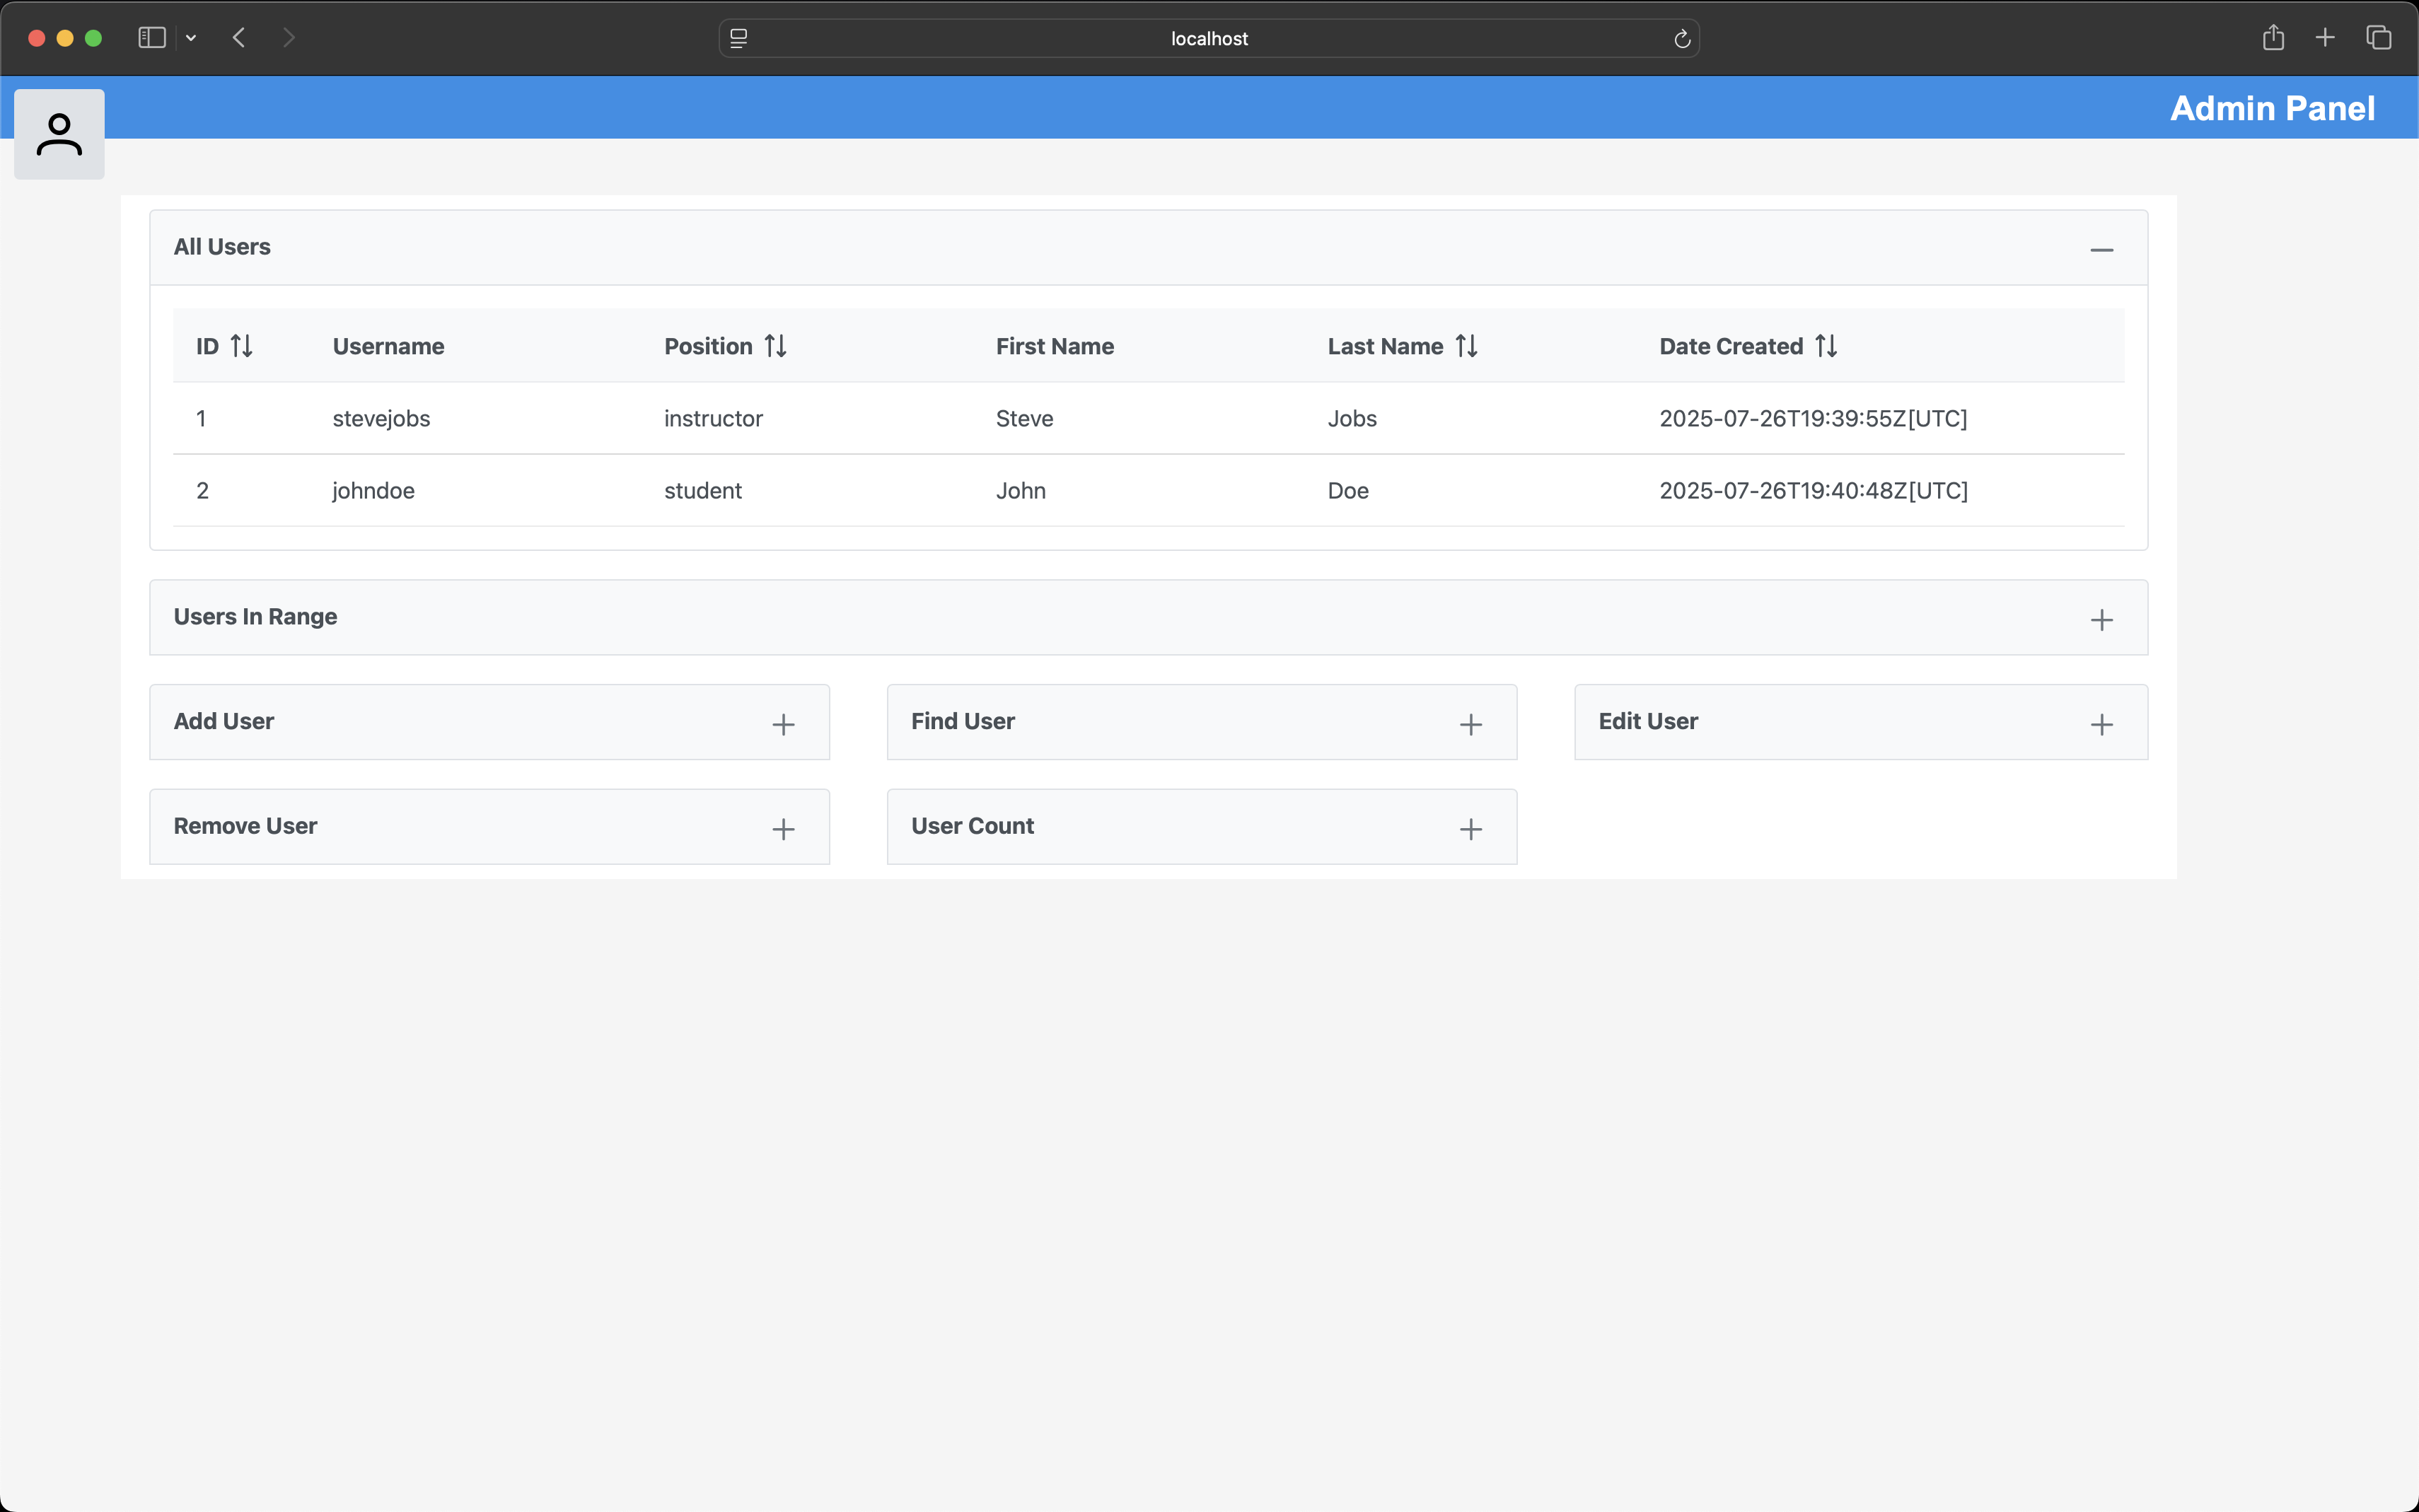 localhost
Admin Panel
All Users
ID Username Position First Name Last Name Date Created
1 stevejobs instructor Steve Jobs 2025-07-26T19:39:55Z[UTC]
2 johndoe student John Doe 2025-07-26T19:40:48Z[UTC]
Users In Range
Add User Find User Edit User
Remove User User Count